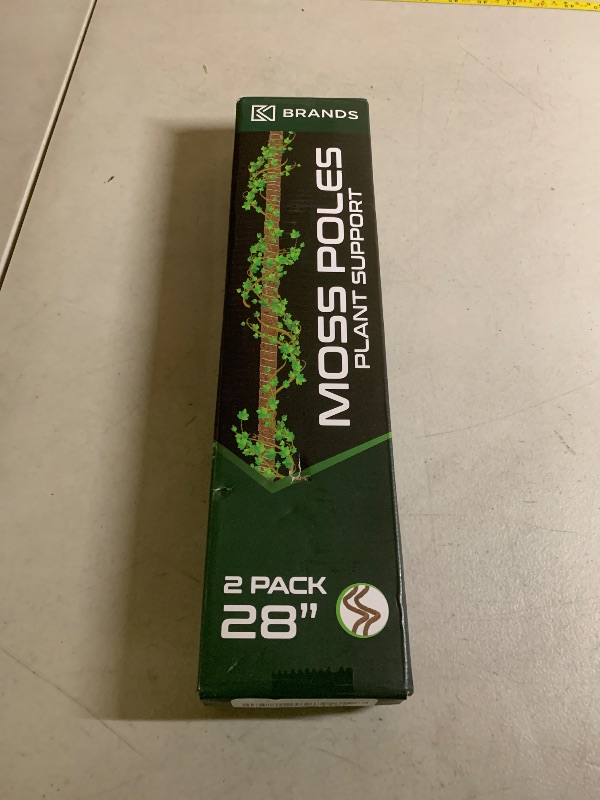 BRANDS
MOSS POLES
PLANT SUPPORT
2 PACK
28"